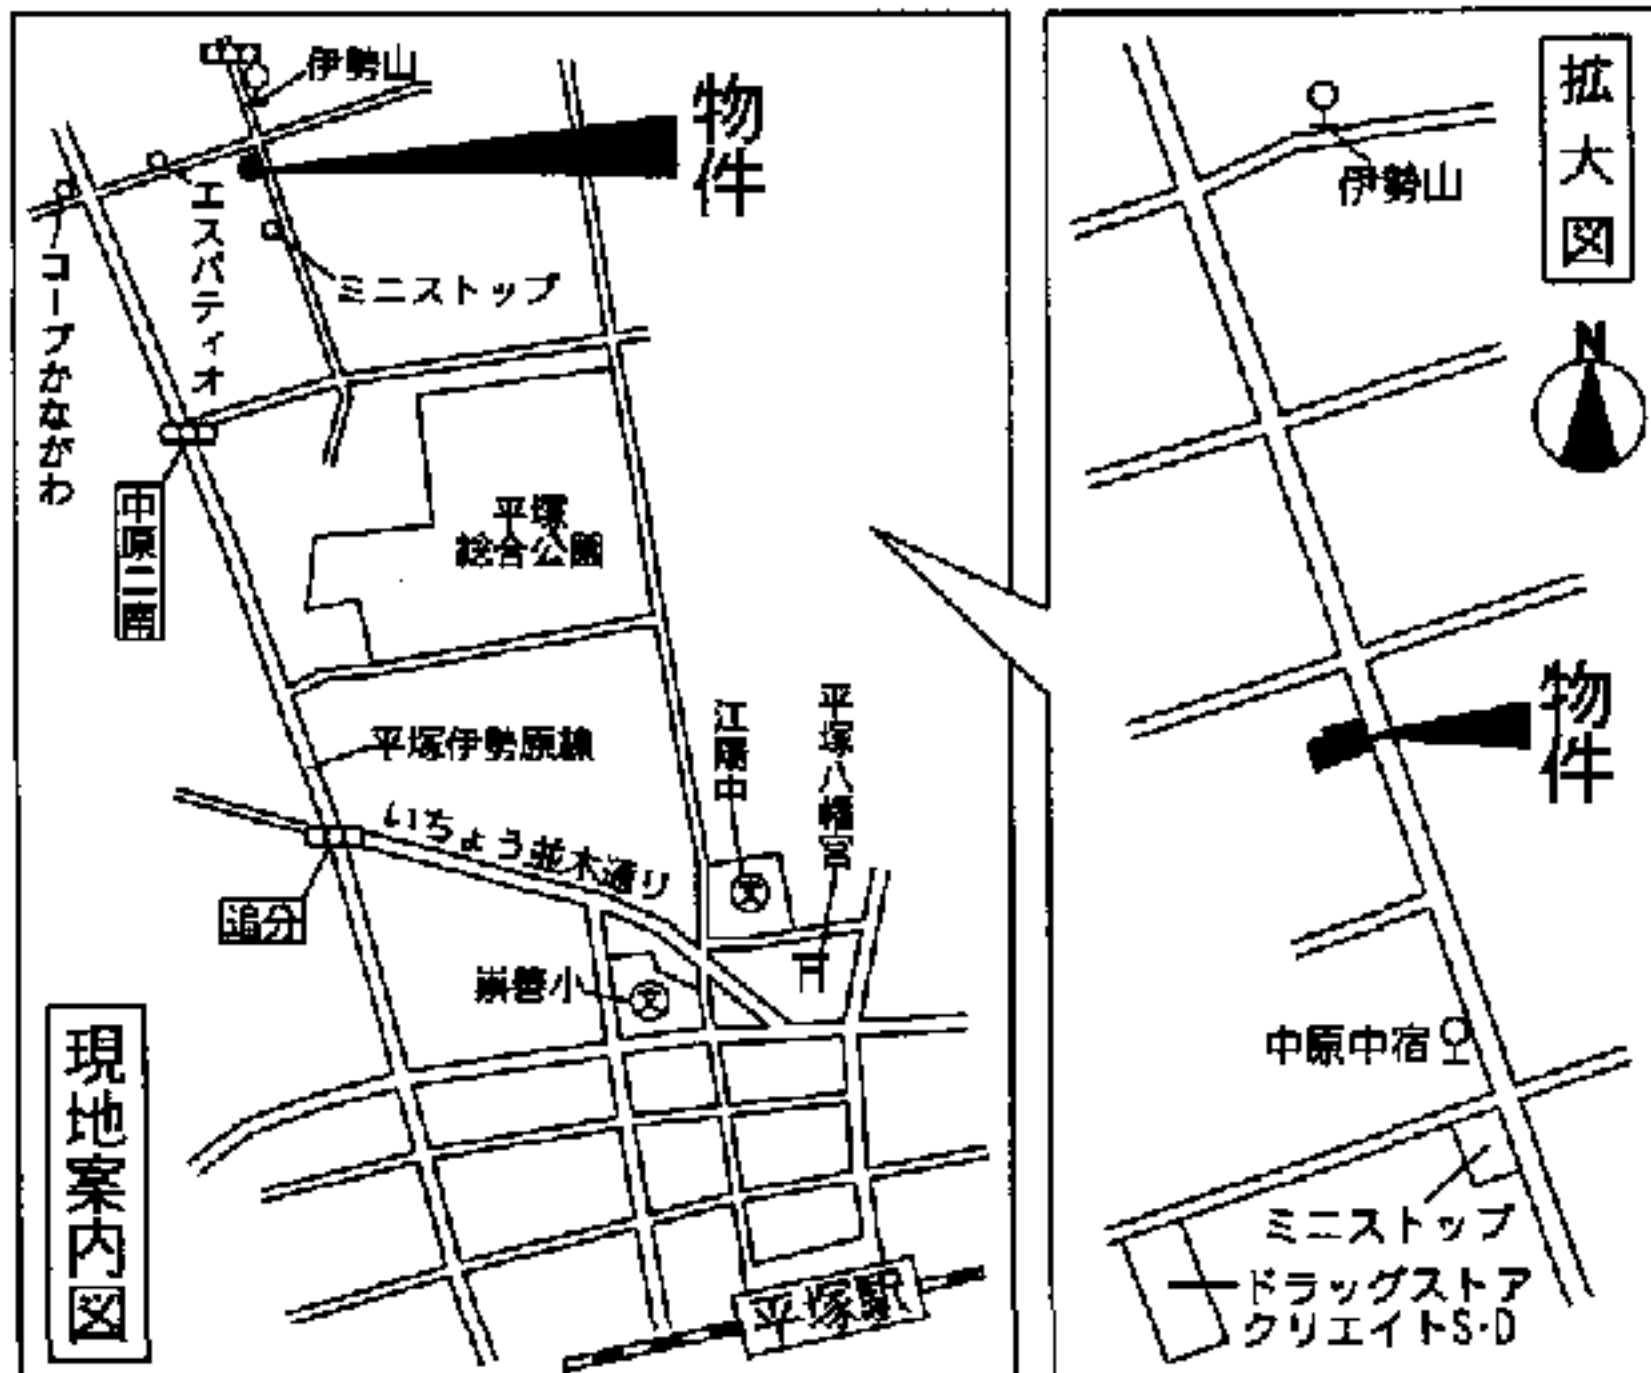 伊勢山
物件
エスパティオ
コープかながわ
ミニストップ
中原二南
平塚
総合公園
平塚伊勢原線
江陽中
平塚八幡宮
いちょう並木通り
追分
崇善小
文
文
平塚駅
現地案内図
拡大図
伊勢山
N
物件
中原中宿
ミニストップ
ドラッグストア
クリエイトS・D